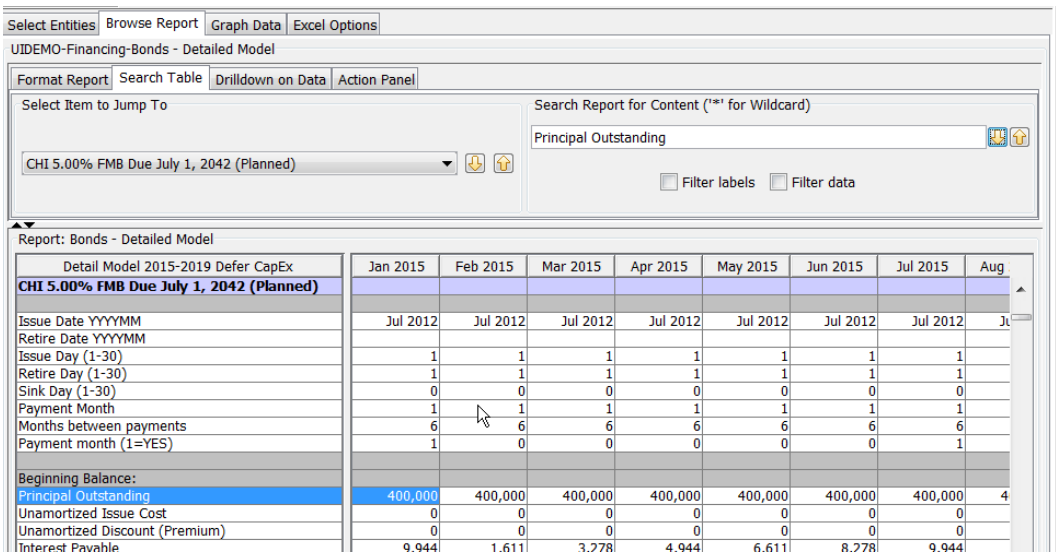 Select Entities Browse Report Graph Data Excel Options
UIDEMO-Financing-Bonds - Detailed Model
Format Report Search Table Drilldown on Data Action Panel
Select Item to Jump To Search Report for Content ('*' for Wildcard)
Principal Outstanding
CHI 5.00% FMB Due July 1, 2042 (Planned)
Filter labels Filter data
Report: Bonds - Detailed Model
Detail Model 2015-2019 Defer CapEx Jan 2015 Feb 2015 Mar 2015 Apr 2015 May 2015 Jun 2015 Jul 2015 Aug
CHI 5.00% FMB Due July 1, 2042 (Planned)
Issue Date YYYYMM Jul 2012 Jul 2012 Jul 2012 Jul 2012 Jul 2012 Jul 2012 Jul 2012
Retire Date YYYYMM
Issue Day (1-30) 1 1 1 1 1 1 1
Retire Day (1-30) 1 1 1 1 1 1 1
Sink Day (1-30) 0 0 0 0 0 0 0
Payment Month 1 1 1 1 1 1 1
Months between payments 6 6 6 6 6 6 6
Payment month (1=YES) 1 0 0 0 0 0 1
Beginning Balance:
Principal Outstanding 400,000 400,000 400,000 400,000 400,000 400,000 400,000
Unamortized Issue Cost 0 0 0 0 0 0 0
Unamortized Discount (Premium) 0 0 0 0 0 0 0
Interest Payable 9,944 1,611 3,278 4,944 6,611 8,278 9,944